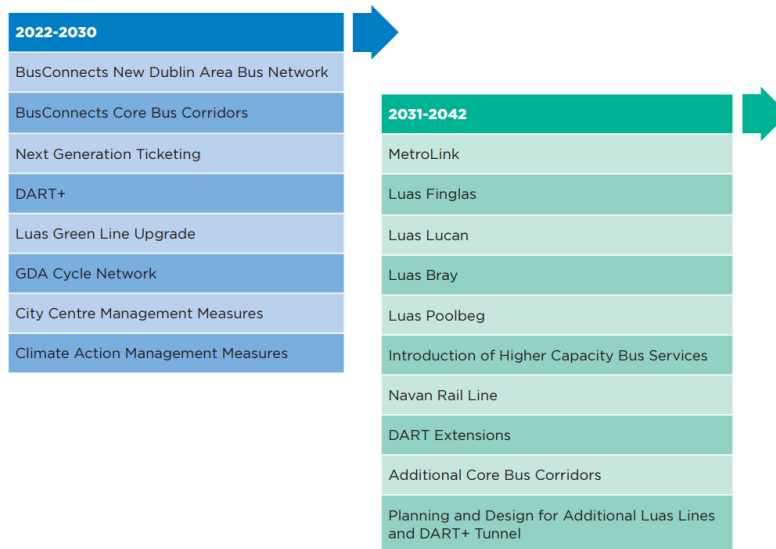 2022-2030
BusConnects New Dublin Area Bus Network
BusConnects Core Bus Corridors
Next Generation Ticketing
DART+
Luas Green Line Upgrade
GDA Cycle Network
City Centre Management Measures
Climate Action Management Measures
2031-2042
MetroLink
Luas Finglas
Luas Lucan
Luas Bray
Luas Poolbeg
Introduction of Higher Capacity Bus Services
Navan Rail Line
DART Extensions
Additional Core Bus Corridors
Planning and Design for Additional Luas Lines
and DART+ Tunnel